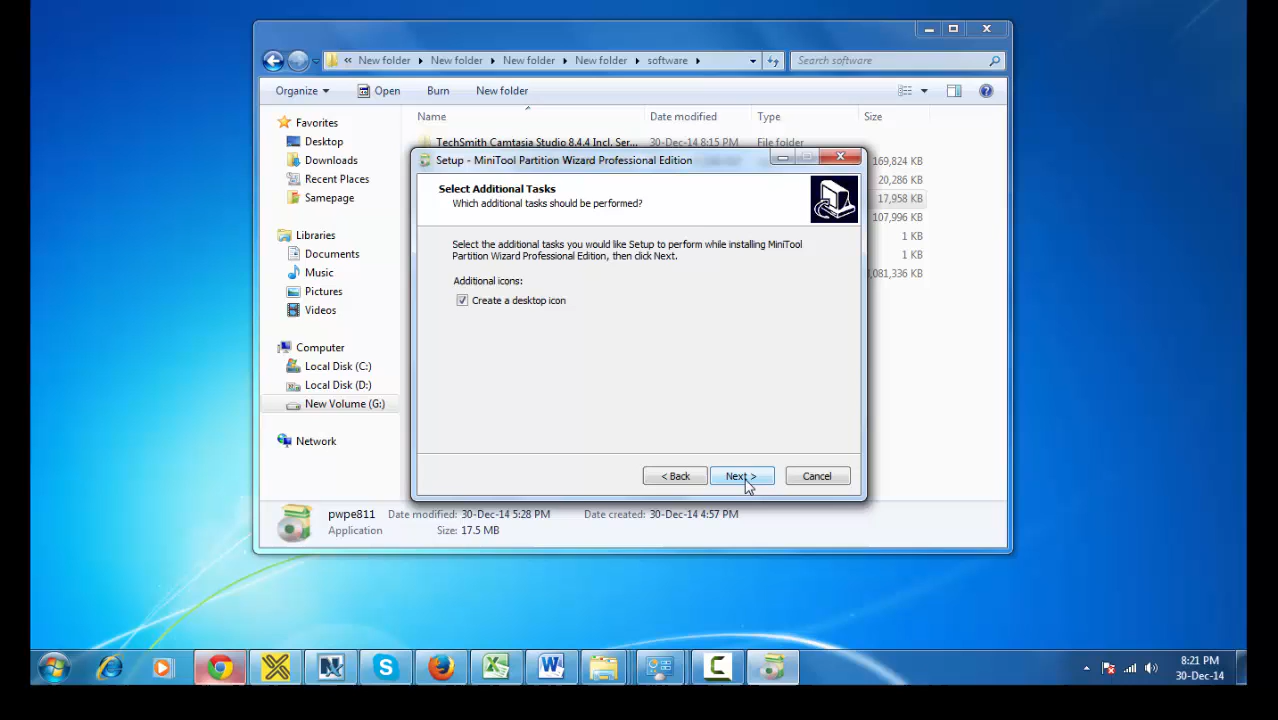 « New folder ▸ New folder ▸ New folder ▸ New folder ▸ software ▸
Search software
Organize ▾ Open Burn New folder
Name Date modified Type Size
Favorites
Desktop
Downloads
Recent Places
Samepage
Libraries
Documents
Music
Pictures
Videos
Computer
Local Disk (C:)
Local Disk (D:)
New Volume (G:)
Network
TechSmith Camtasia Studio 8.4.4 Incl. Ser... 30-Dec-14 8:15 PM File folder
169,824 KB
20,286 KB
17,958 KB
107,996 KB
1 KB
1 KB
,081,336 KB
Setup - MiniTool Partition Wizard Professional Edition
Select Additional Tasks
Which additional tasks should be performed?
Select the additional tasks you would like Setup to perform while installing MiniTool
Partition Wizard Professional Edition, then click Next.
Additional icons:
Create a desktop icon
< Back Next > Cancel
pwpe811 Date modified: 30-Dec-14 5:28 PM Date created: 30-Dec-14 4:57 PM
Application Size: 17.5 MB
8:21 PM
30-Dec-14